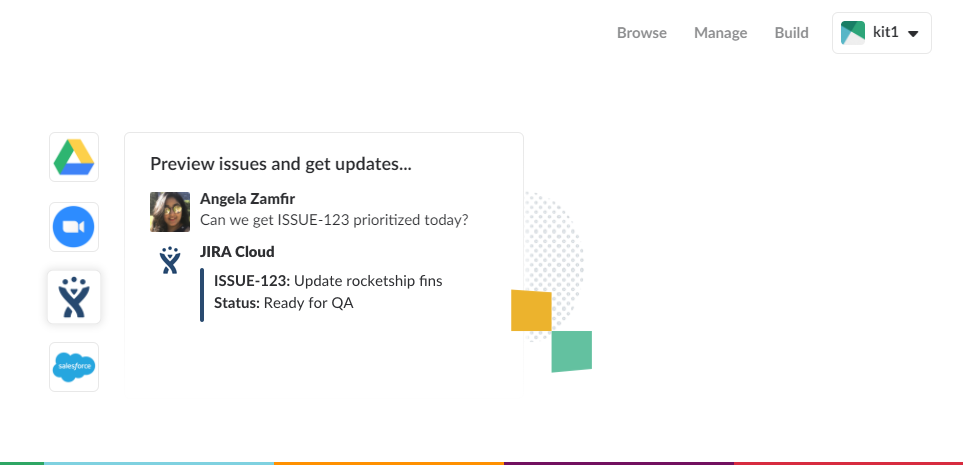 Browse
Manage
Build
kit1
Preview issues and get updates...
Angela Zamfir
Can we get ISSUE-123 prioritized today?
JIRA Cloud
ISSUE-123: Update rocketship fins
Status: Ready for QA
salesforce